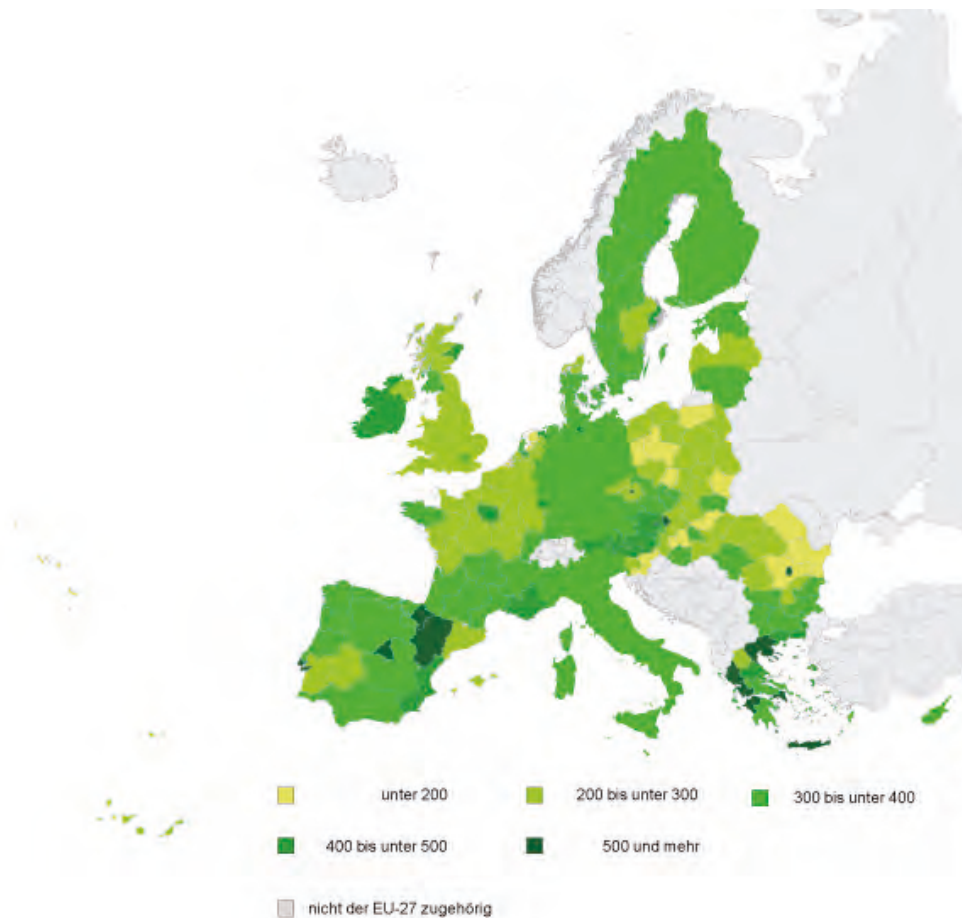 unter 200
200 bis unter 300
300 bis unter 400
400 bis unter 500
500 und mehr
nicht der EU-27 zugehörig